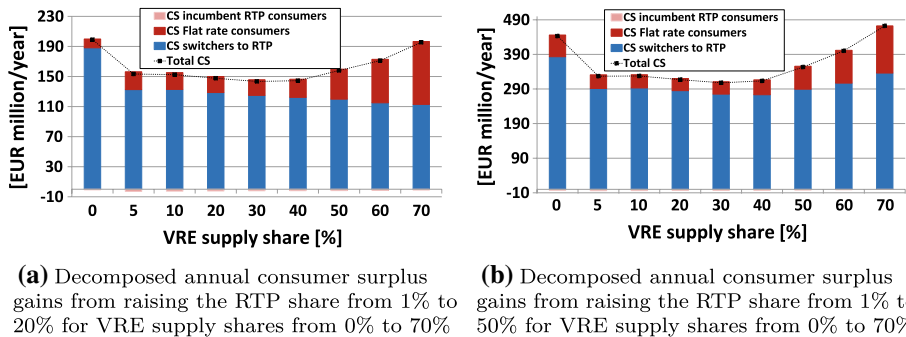 CS incumbent RTP consumers
CS Flat rate consumers
CS switchers to RTP
Total CS
[EUR million/year]
230
190
150
110
70
30
-10
0 5 10 20 30 40 50 60 70
VRE supply share [%]
(a) Decomposed annual consumer surplus
gains from raising the RTP share from 1% to
20% for VRE supply shares from 0% to 70%
CS incumbent RTP consumers
CS Flat rate consumers
CS switchers to RTP
Total CS
[EUR million/year]
490
390
290
190
90
-10
0 5 10 20 30 40 50 60 70
VRE supply share [%]
(b) Decomposed annual consumer surplus
gains from raising the RTP share from 1% t
50% for VRE supply shares from 0% to 70%